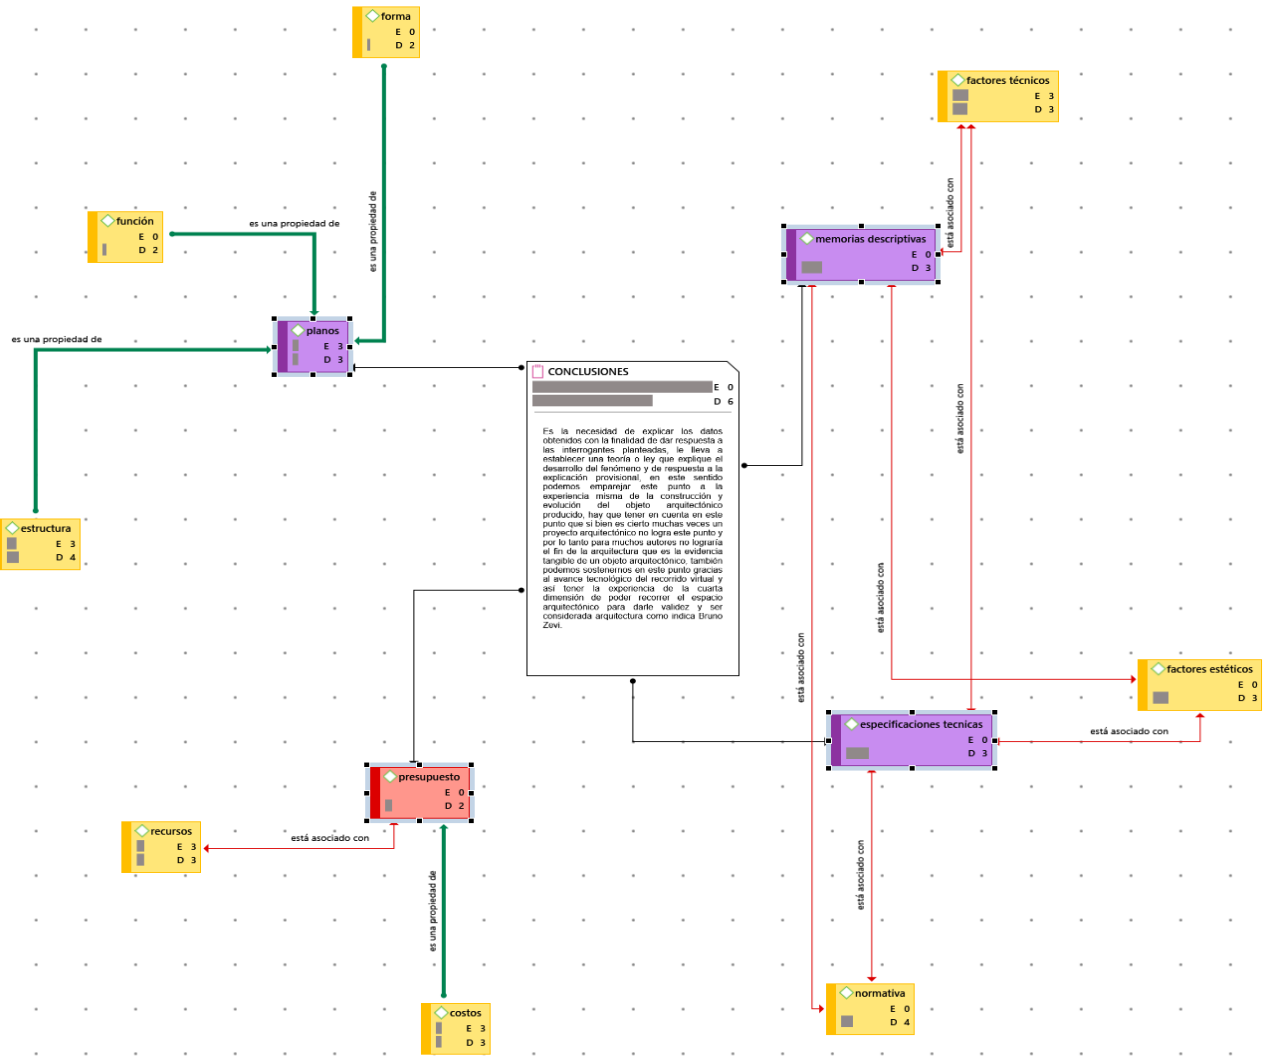 forma
E 0
D 2
factores técnicos
E 3
D 3
está asociado con
es una propiedad de
función
E 0
D 2
es una propiedad de
memorias descriptivas
E 0
D 3
planos
E 3
D 3
es una propiedad de
CONCLUSIONES
E 0
D 6
Es la necesidad de explicar los datos
obtenidos con la finalidad de dar respuesta a
las interrogantes planteadas, le lleva a
establecer una teoría o ley que explique el
desarrollo del fenómeno y de respuesta a la
explicación provisional, en este sentido
podemos emparejar este punto a la
experiencia misma de la construcción y
evolución del objeto arquitectónico
producido, hay que tener en cuenta en este
punto que si bien es cierto muchas veces un
proyecto arquitectónico no logra este punto y
por lo tanto para muchos autores no lograría
el fin de la arquitectura que es la evidencia
tangible de un objeto arquitectónico, también
podemos sostenernos en este punto gracias
al avance tecnológico del recorrido virtual y
así tener la experiencia de la cuarta
dimensión de poder recorrer el espacio
arquitectónico para darle validez y ser
considerada arquitectura como indica Bruno
Zevi.
está asociado con
estructura
E 3
D 4
está asociado con
está asociado con
factores estéticos
E 0
D 3
especificaciones tecnicas
E 0
D 3
está asociado con
presupuesto
E 0
D 2
recursos
E 3
D 3
está asociado con
es una propiedad de
está asociado con
normativa
E 0
D 4
costos
E 3
D 3